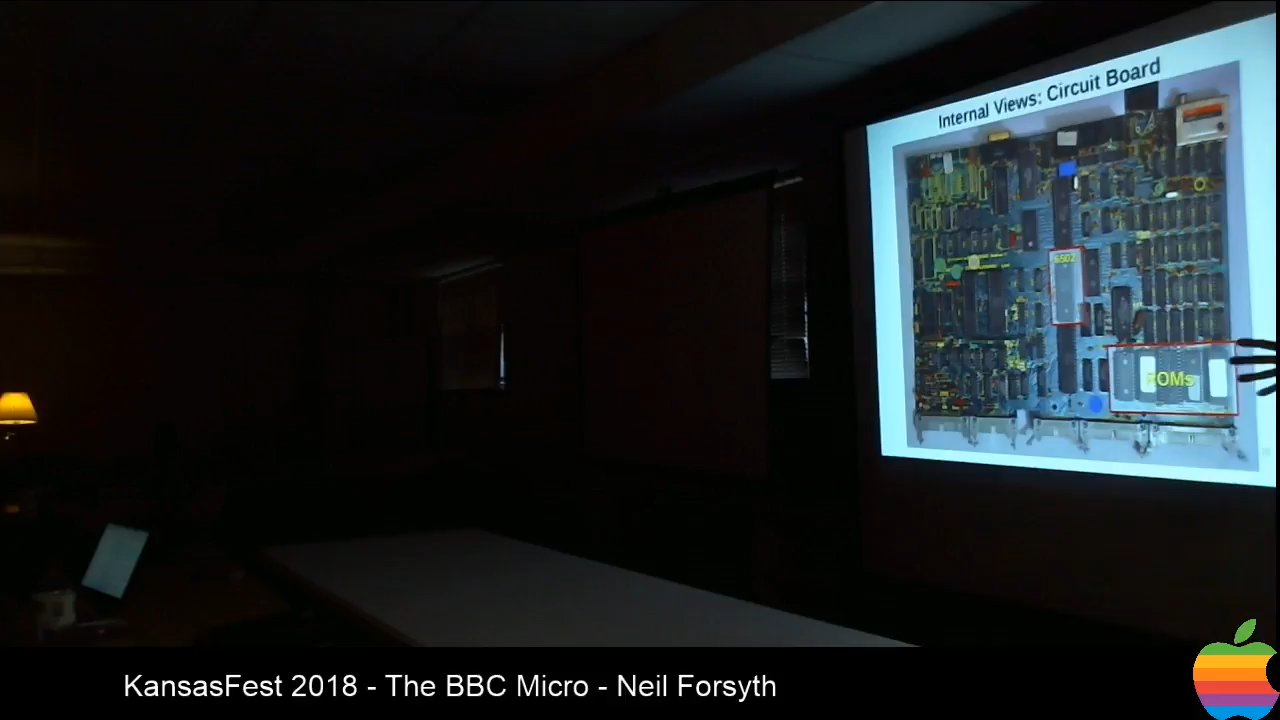 Internal Views: Circuit Board
6502
ROMs
KansasFest 2018 - The BBC Micro - Neil Forsyth